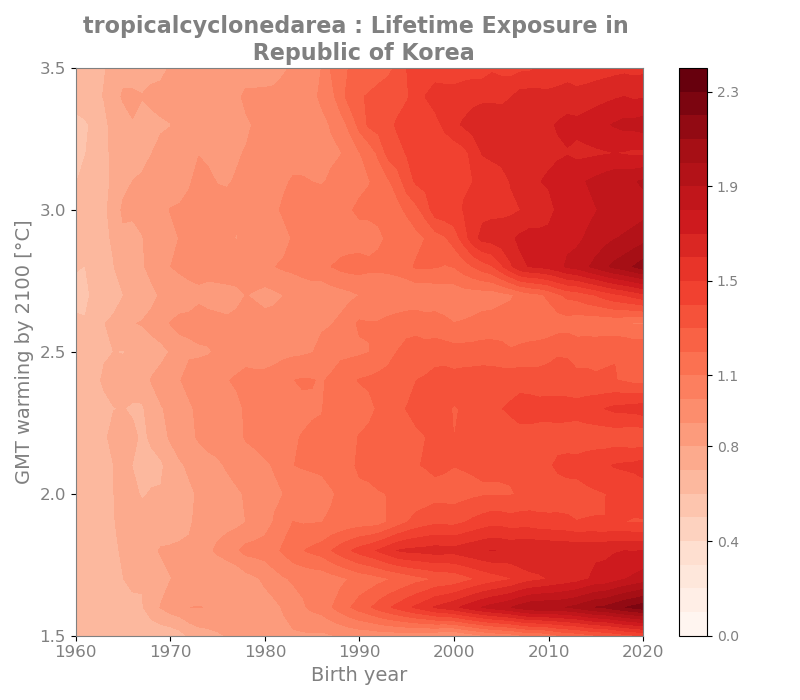 tropicalcyclonedarea : Lifetime Exposure in
Republic of Korea
3.5
3.0
2.5
2.0
1.5
GMT warming by 2100 [°C]
1960 1970 1980 1990 2000 2010 2020
Birth year
2.3
1.9
1.5
1.1
0.8
0.4
0.0